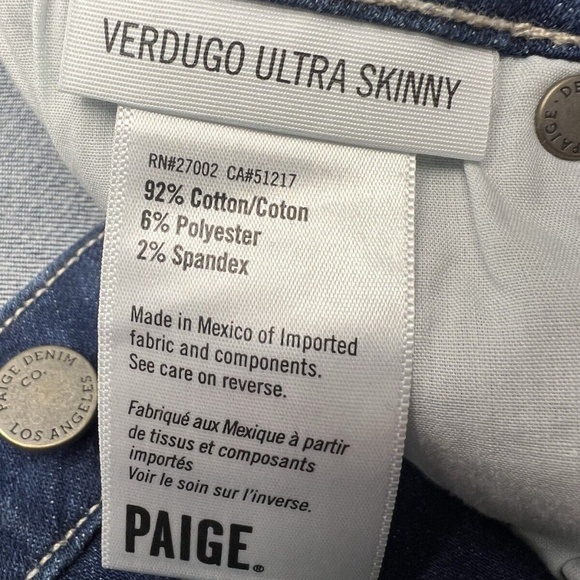 VERDUGO ULTRA SKINNY
RN#27002 CA#51217
92% Cotton/Coton
6% Polyester
2% Spandex
Made in Mexico of Imported
fabric and components.
See care on reverse.
Fabriqué aux Mexique à partir
de tissus et composants
importés
Voir le soin sur l'inverse.
PAIGE®
PAIGE DENIM
CO.
LOS ANGELES
PAIGE • DE